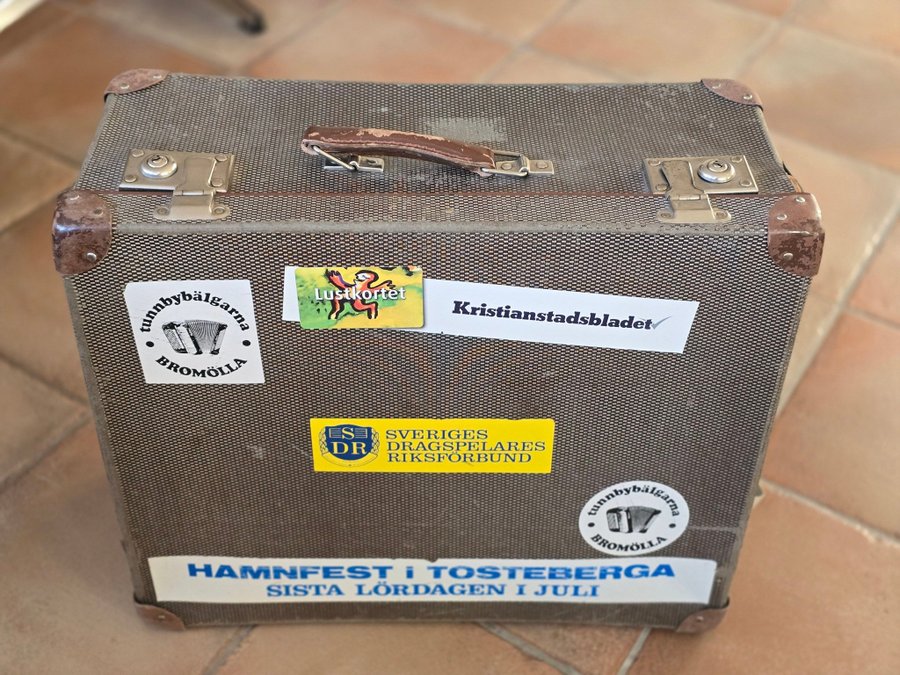 tunnbybälgarna
BROMÖLLA
Lustkortet
Kristianstadsbladet
SDR
SVERIGES
DRAGSPELARES
RIKSFÖRBUND
tunnbybälgarna
BROMÖLLA
HAMNFEST i TOSTEBERGA
SISTA LÖRDAGEN I JULI